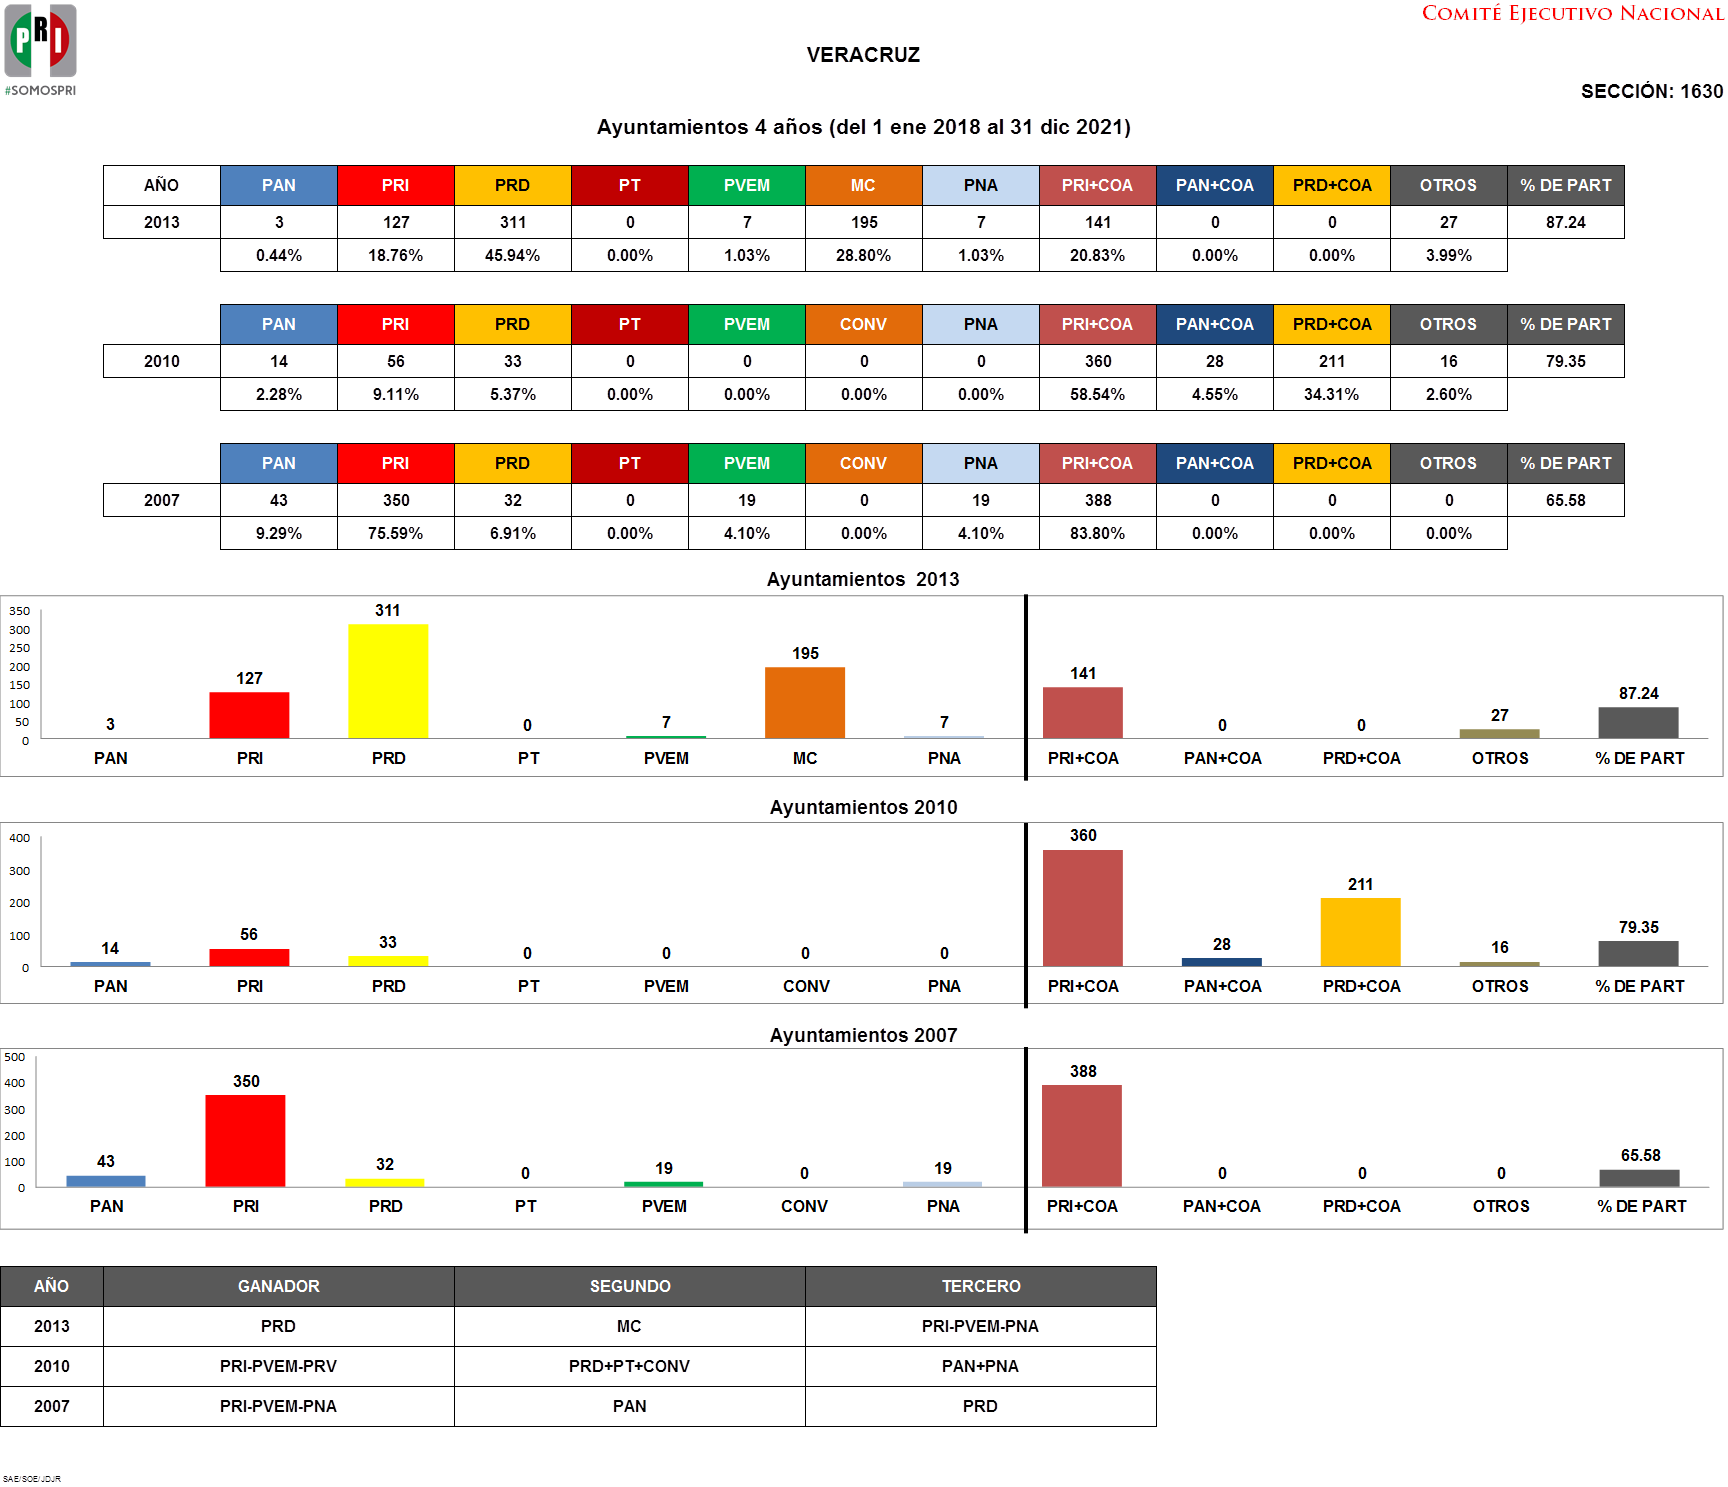 PRI
#SOMOSPRI
COMITÉ EJECUTIVO NACIONAL
VERACRUZ
SECCIÓN: 1630
Ayuntamientos 4 años (del 1 ene 2018 al 31 dic 2021)
AÑO PAN PRI PRD PT PVEM MC PNA PRI+COA PAN+COA PRD+COA OTROS % DE PART
2013 3 127 311 0 7 195 7 141 0 0 27 87.24
0.44% 18.76% 45.94% 0.00% 1.03% 28.80% 1.03% 20.83% 0.00% 0.00% 3.99%
PAN PRI PRD PT PVEM CONV PNA PRI+COA PAN+COA PRD+COA OTROS % DE PART
2010 14 56 33 0 0 0 0 360 28 211 16 79.35
2.28% 9.11% 5.37% 0.00% 0.00% 0.00% 0.00% 58.54% 4.55% 34.31% 2.60%
PAN PRI PRD PT PVEM CONV PNA PRI+COA PAN+COA PRD+COA OTROS % DE PART
2007 43 350 32 0 19 0 19 388 0 0 0 65.58
9.29% 75.59% 6.91% 0.00% 4.10% 0.00% 4.10% 83.80% 0.00% 0.00% 0.00%
Ayuntamientos 2013
350
300
250
200
150
100
50
0
3 127 311 0 7 195 7 141 0 0 27 87.24
PAN PRI PRD PT PVEM MC PNA PRI+COA PAN+COA PRD+COA OTROS % DE PART
Ayuntamientos 2010
400
300
200
100
0
14 56 33 0 0 0 0 360 28 211 16 79.35
PAN PRI PRD PT PVEM CONV PNA PRI+COA PAN+COA PRD+COA OTROS % DE PART
Ayuntamientos 2007
500
400
300
200
100
0
43 350 32 0 19 0 19 388 0 0 0 65.58
PAN PRI PRD PT PVEM CONV PNA PRI+COA PAN+COA PRD+COA OTROS % DE PART
AÑO GANADOR SEGUNDO TERCERO
2013 PRD MC PRI-PVEM-PNA
2010 PRI-PVEM-PRV PRD+PT+CONV PAN+PNA
2007 PRI-PVEM-PNA PAN PRD
SAE/SOE/JDJR